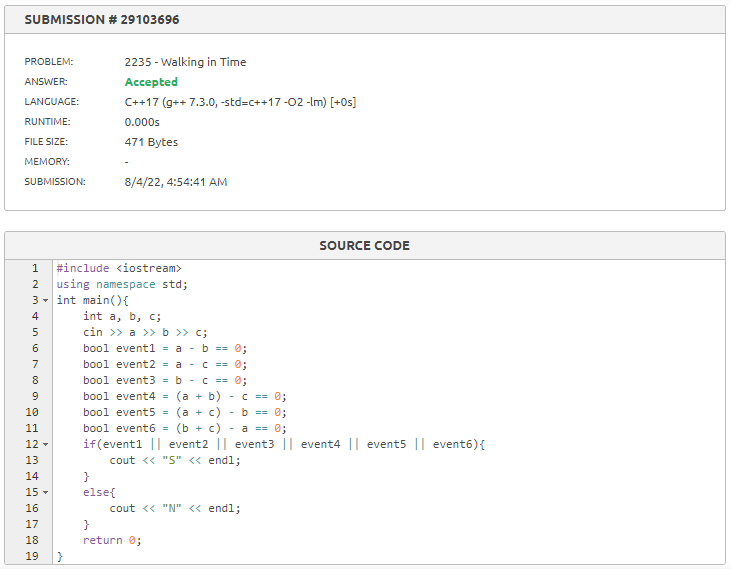 SUBMISSION # 29103696
PROBLEM: 2235 - Walking in Time
ANSWER: Accepted
LANGUAGE: C++17 (g++ 7.3.0, -std=c++17 -O2 -lm) [+0s]
RUNTIME: 0.000s
FILE SIZE: 471 Bytes
MEMORY: -
SUBMISSION: 8/4/22, 4:54:41 AM
SOURCE CODE
1 #include <iostream>
2 using namespace std;
3 int main(){
4     int a, b, c;
5     cin >> a >> b >> c;
6     bool event1 = a - b == 0;
7     bool event2 = a - c == 0;
8     bool event3 = b - c == 0;
9     bool event4 = (a + b) - c == 0;
10     bool event5 = (a + c) - b == 0;
11     bool event6 = (b + c) - a == 0;
12     if(event1 || event2 || event3 || event4 || event5 || event6){
13         cout << "S" << endl;
14     }
15     else{
16         cout << "N" << endl;
17     }
18     return 0;
19 }